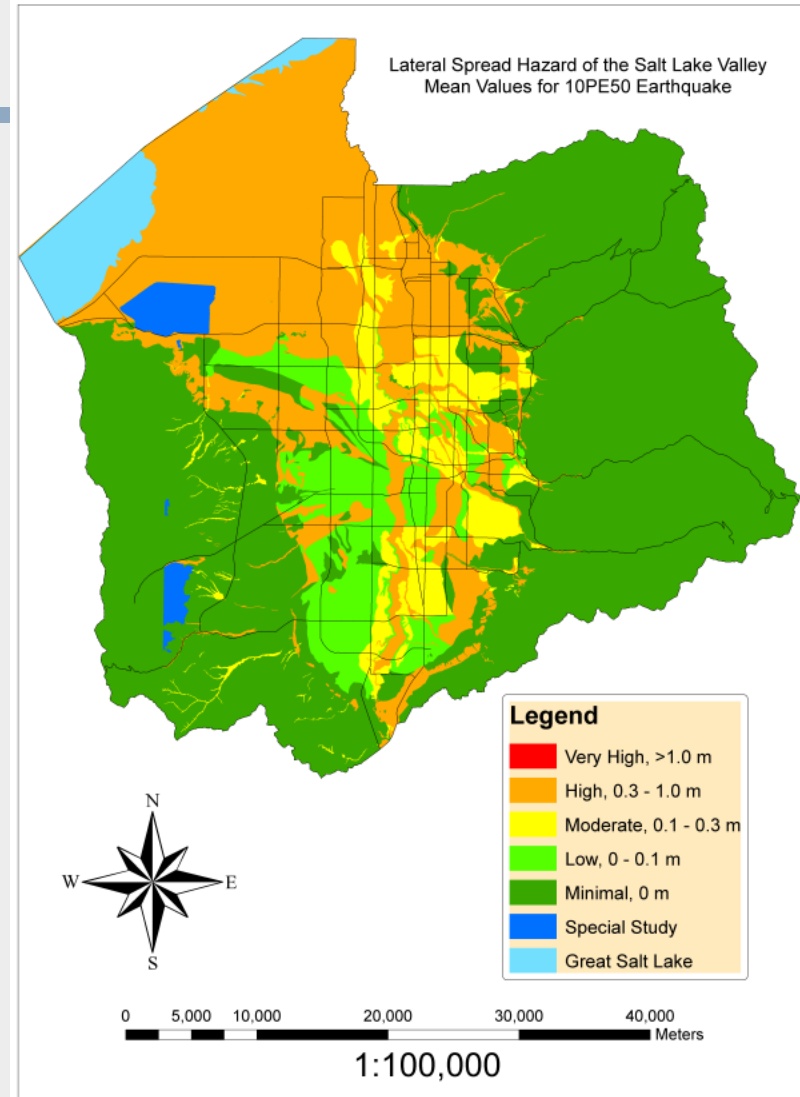 Lateral Spread Hazard of the Salt Lake Valley
Mean Values for 10PE50 Earthquake
Legend
Very High, >1.0 m
High, 0.3 - 1.0 m
Moderate, 0.1 - 0.3 m
Low, 0 - 0.1 m
Minimal, 0 m
Special Study
Great Salt Lake
N
W E
S
0 5,000 10,000 20,000 30,000 40,000
Meters
1:100,000